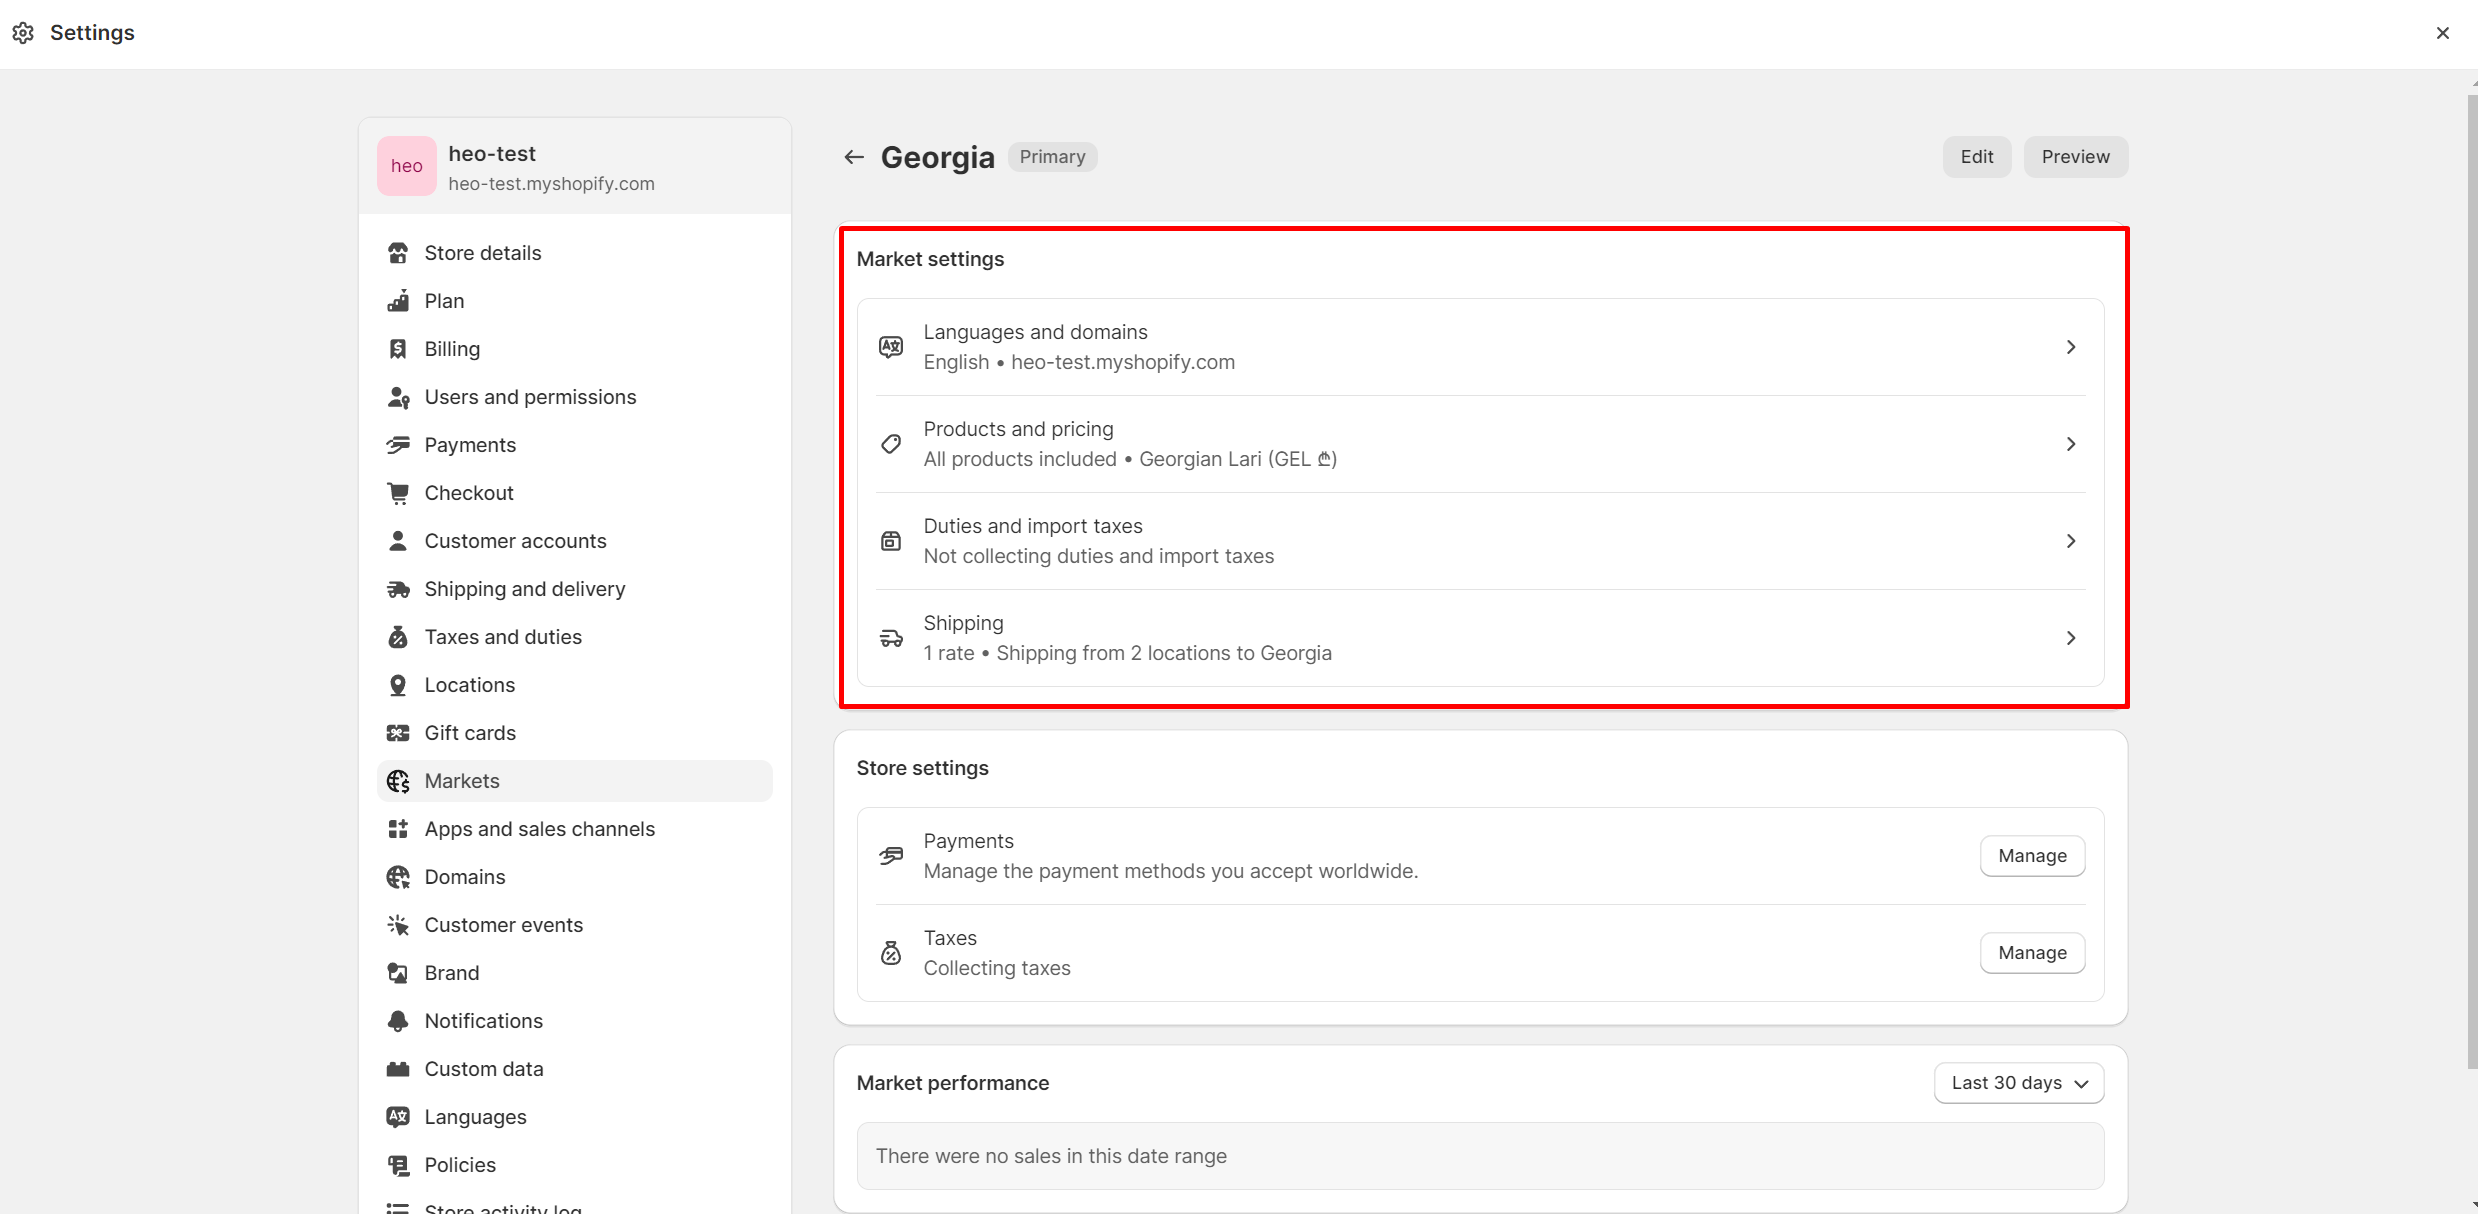 Settings
heo
heo-test
heo-test.myshopify.com
Store details
Plan
Billing
Users and permissions
Payments
Checkout
Customer accounts
Shipping and delivery
Taxes and duties
Locations
Gift cards
Markets
Apps and sales channels
Domains
Customer events
Brand
Notifications
Custom data
Languages
Policies
Store activity log
Georgia Primary
Edit Preview
Market settings
Languages and domains
English • heo-test.myshopify.com
Products and pricing
All products included • Georgian Lari (GEL ₾)
Duties and import taxes
Not collecting duties and import taxes
Shipping
1 rate • Shipping from 2 locations to Georgia
Store settings
Payments
Manage the payment methods you accept worldwide.
Manage
Taxes
Collecting taxes
Manage
Market performance
Last 30 days
There were no sales in this date range